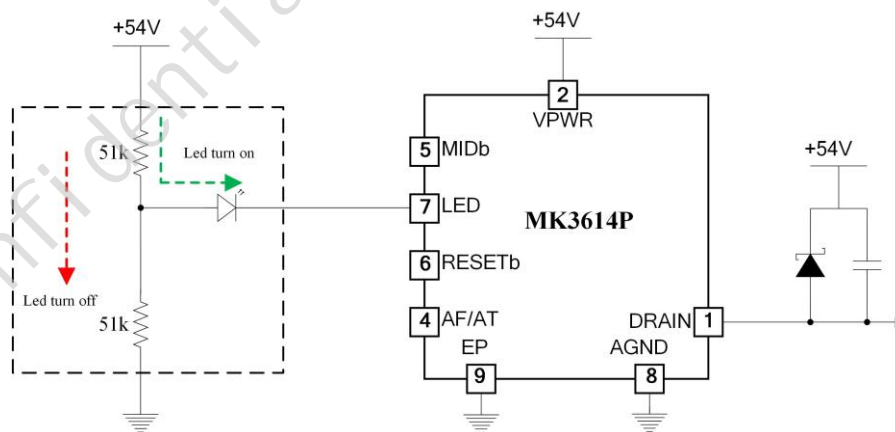 +54V
51k
Led turn on
51k
Led turn off
+54V
2
VPWR
5 MIDb
7 LED
MK3614P
6 RESETb
4 AF/AT
EP
9
DRAIN 1
AGND
8
+54V
nfidentia